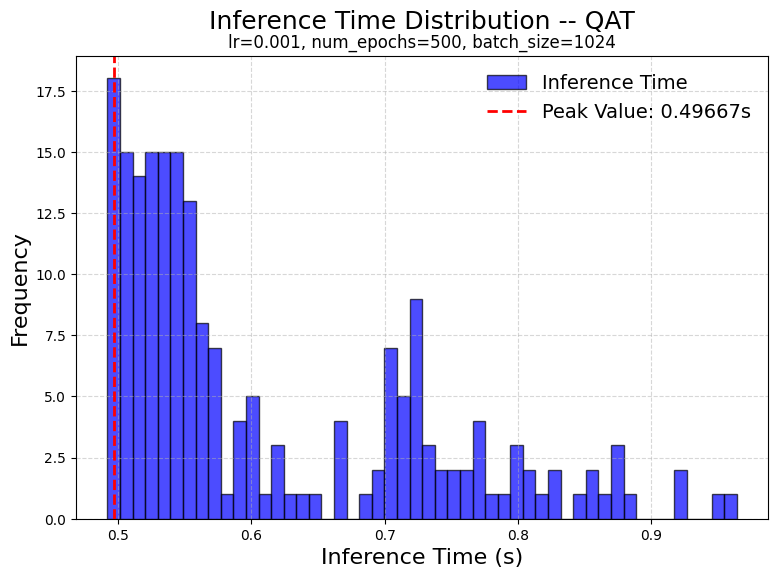 Inference Time Distribution -- QAT
lr=0.001, num_epochs=500, batch_size=1024
Inference Time
Peak Value: 0.49667s
Frequency
17.5
15.0
12.5
10.0
7.5
5.0
2.5
0.0
0.5 0.6 0.7 0.8 0.9
Inference Time (s)